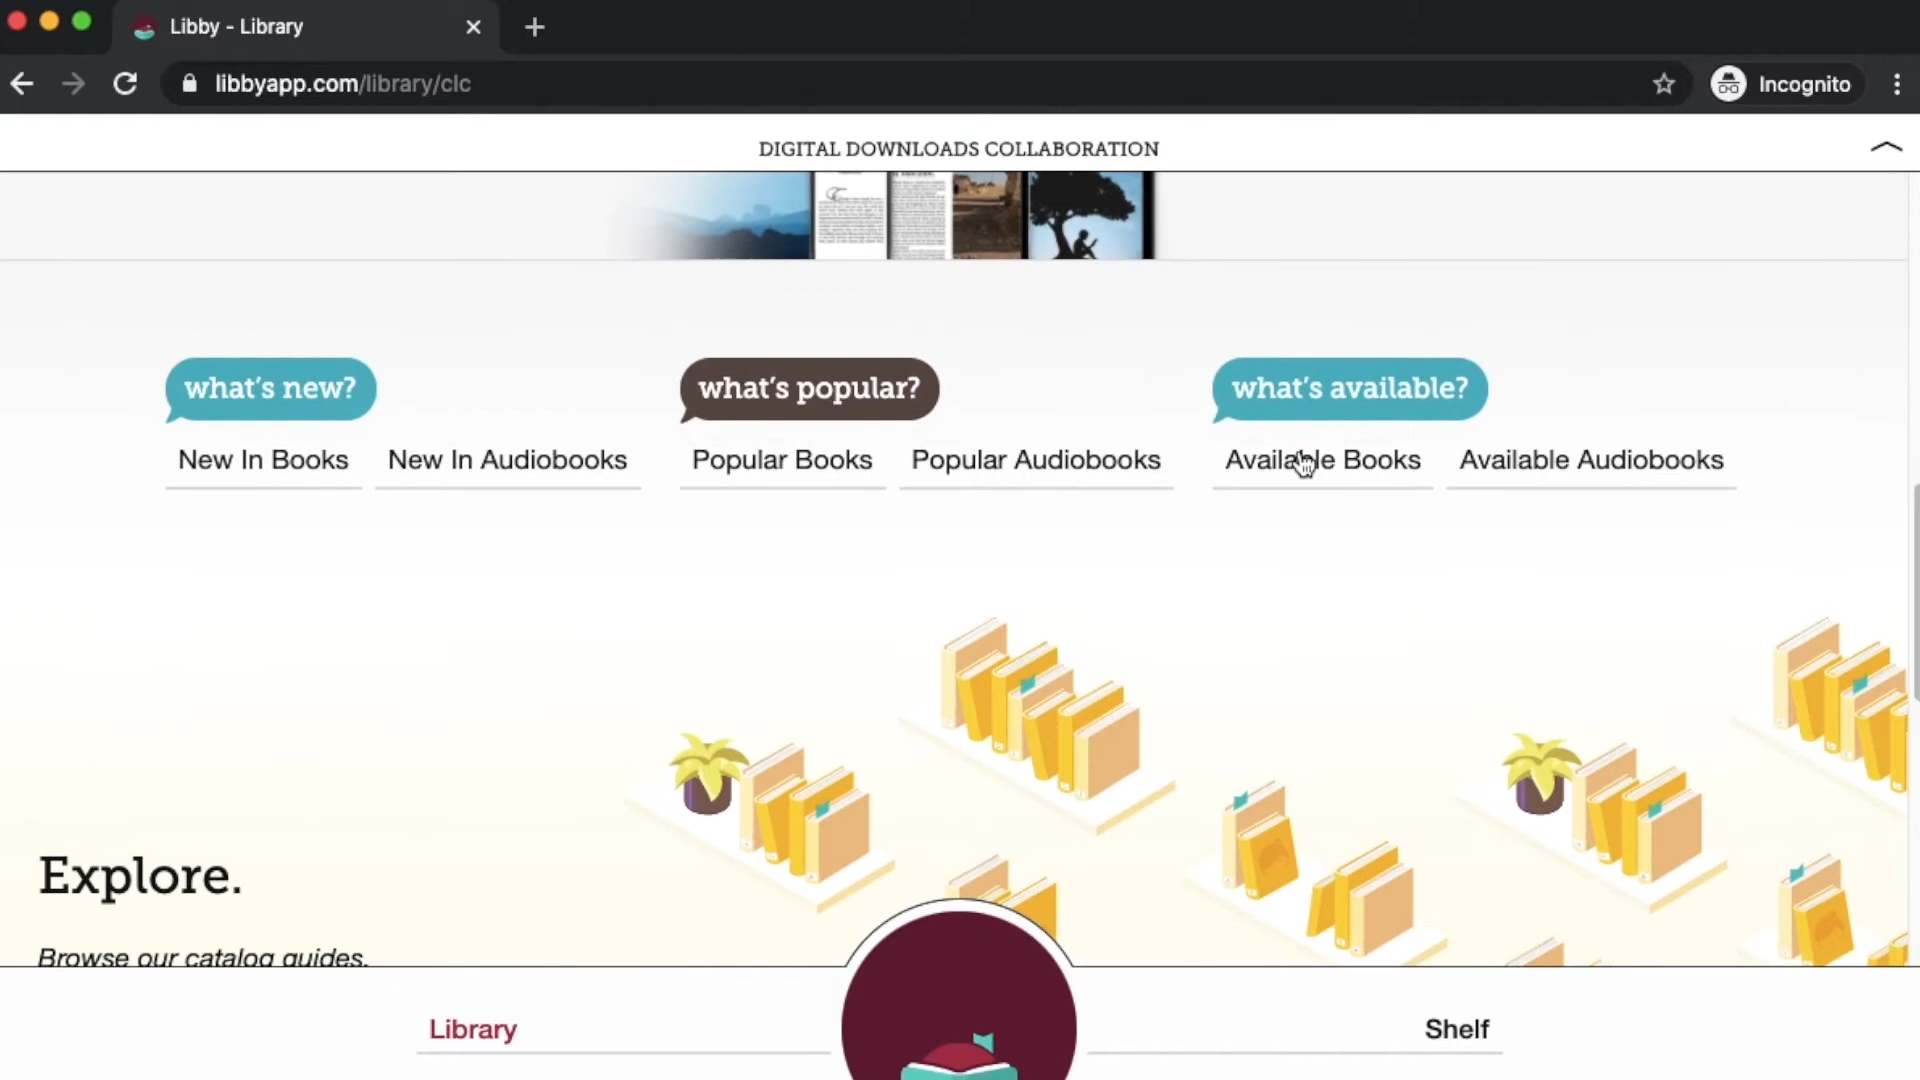 Libby - Library
libbyapp.com/library/clc
Incognito
DIGITAL DOWNLOADS COLLABORATION
what's new?
what's popular?
what's available?
New In Books
New In Audiobooks
Popular Books
Popular Audiobooks
Available Books
Available Audiobooks
Explore.
Browse our catalog guides.
Library
Shelf